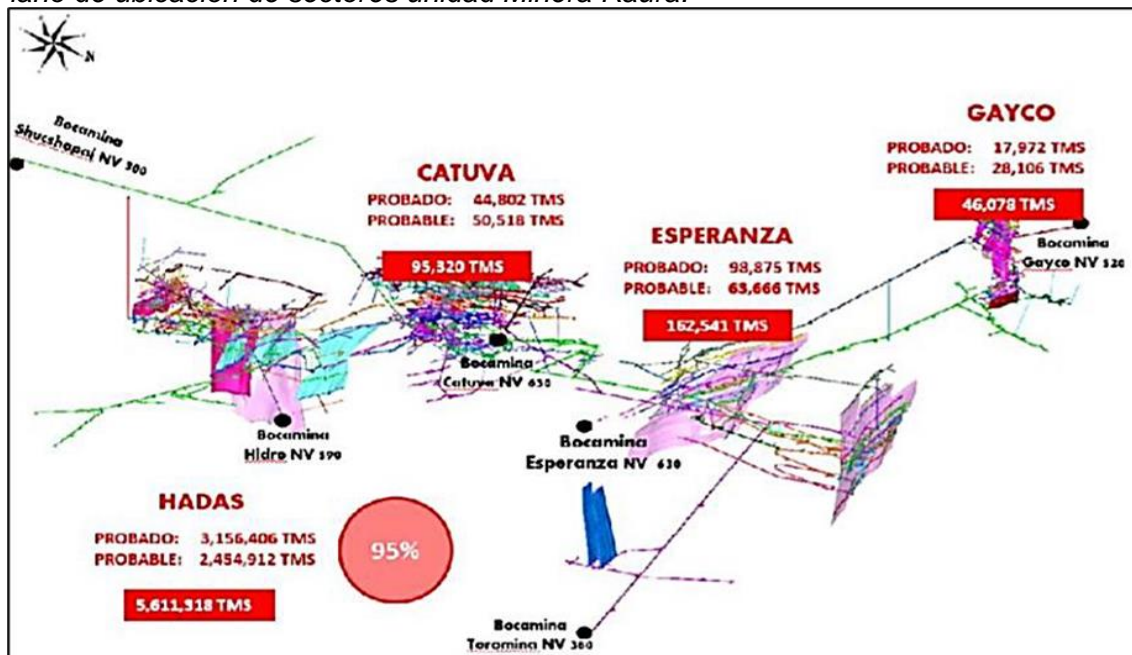 lano de ubicación de sectores unidad Minera Raura.
N
Bocamina
Shucshapaj NV 300
CATUVA
PROBADO: 44,802 TMS
PROBABLE: 50,518 TMS
95,320 TMS
GAYCO
PROBADO: 17,972 TMS
PROBABLE: 28,106 TMS
46,078 TMS
Bocamina
Gayco NV 520
ESPERANZA
PROBADO: 98,875 TMS
PROBABLE: 63,666 TMS
162,541 TMS
Bocamina
Catuva NV 630
Bocamina
Hidro NV 590
Bocamina
Esperanza NV 630
HADAS
PROBADO: 3,156,406 TMS
PROBABLE: 2,454,912 TMS
5,611,318 TMS
95%
Bocamina
Toromina NV 360